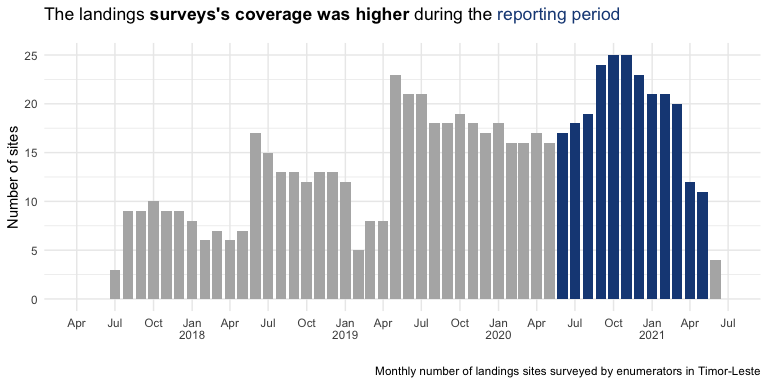 The landings surveys's coverage was higher during the reporting period
Number of sites
25
20
15
10
5
0
Apr Jul Oct Jan Apr Jul Oct Jan Apr Jul Oct Jan Apr Jul Oct Jan Apr Jul
2018 2019 2020 2021
Monthly number of landings sites surveyed by enumerators in Timor-Leste